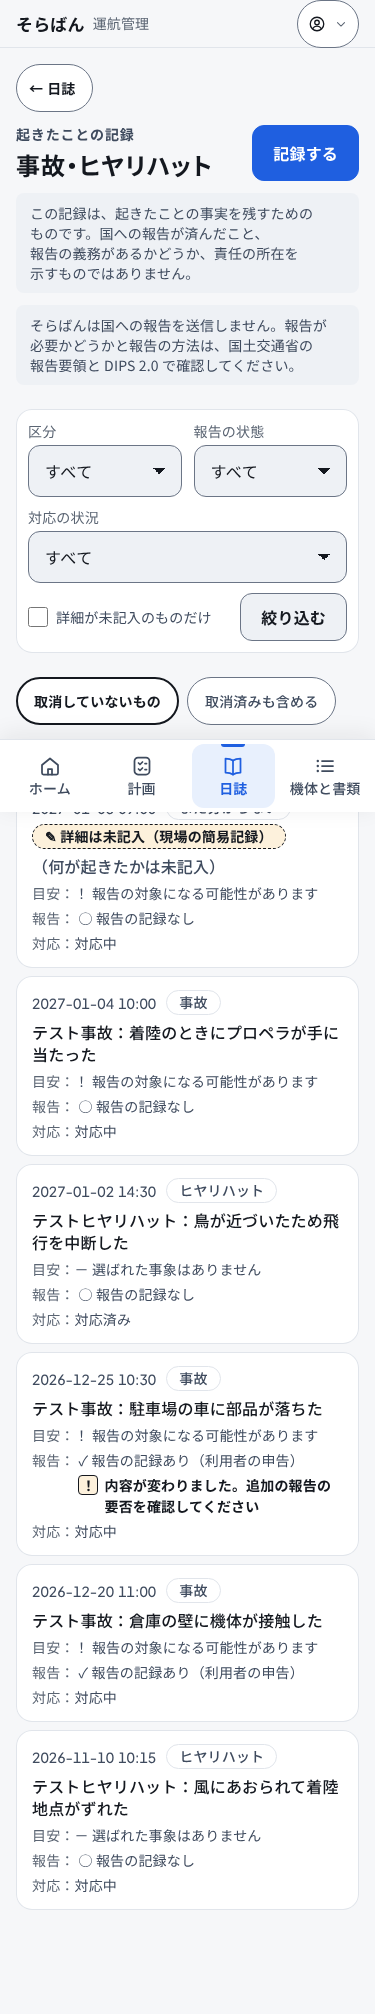 そらばん 運航管理
← 日誌
起きたことの記録
事故・ヒヤリハット
記録する
この記録は、起きたことの事実を残すための
ものです。国への報告が済んだこと、
報告の義務があるかどうか、責任の所在を
示すものではありません。
そらばんは国への報告を送信しません。報告が
必要かどうかと報告の方法は、国土交通省の
報告要領と DIPS 2.0 で確認してください。
区分
報告の状態
すべて
すべて
対応の状況
すべて
詳細が未記入のものだけ
絞り込む
取消していないもの
取消済みも含める
ホーム
計画
日誌
機体と書類
✎ 詳細は未記入（現場の簡易記録）
（何が起きたかは未記入）
目安：！ 報告の対象になる可能性があります
報告：○ 報告の記録なし
対応：対応中
2027-01-04 10:00 事故
テスト事故：着陸のときにプロペラが手に
当たった
目安：！ 報告の対象になる可能性があります
報告：○ 報告の記録なし
対応：対応中
2027-01-02 14:30 ヒヤリハット
テストヒヤリハット：鳥が近づいたため飛
行を中断した
目安：－ 選ばれた事象はありません
報告：○ 報告の記録なし
対応：対応済み
2026-12-25 10:30 事故
テスト事故：駐車場の車に部品が落ちた
目安：！ 報告の対象になる可能性があります
報告：✓ 報告の記録あり（利用者の申告）
! 内容が変わりました。追加の報告の
要否を確認してください
対応：対応中
2026-12-20 11:00 事故
テスト事故：倉庫の壁に機体が接触した
目安：！ 報告の対象になる可能性があります
報告：✓ 報告の記録あり（利用者の申告）
対応：対応中
2026-11-10 10:15 ヒヤリハット
テストヒヤリハット：風にあおられて着陸
地点がずれた
目安：－ 選ばれた事象はありません
報告：○ 報告の記録なし
対応：対応中